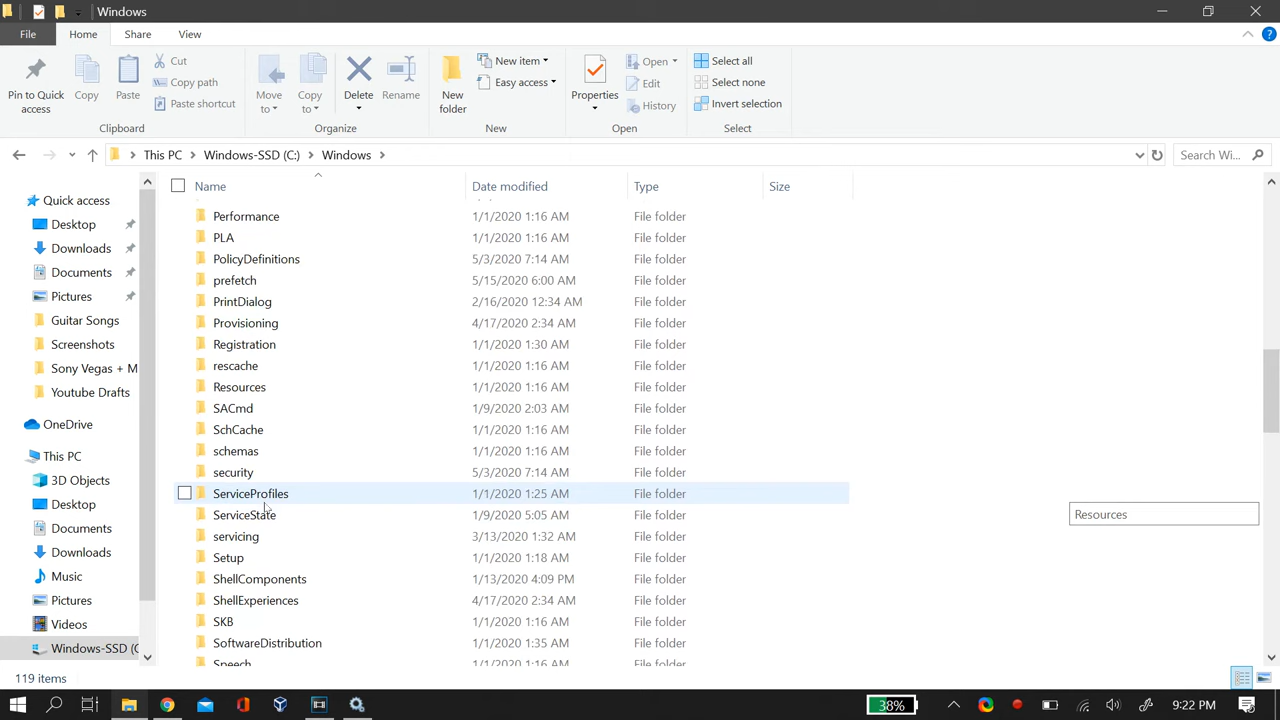 Windows
File Home Share View
Pin to Quick access
Copy
Paste
Cut
Copy path
Paste shortcut
Clipboard
Move to
Copy to
Delete
Rename
Organize
New folder
New item
Easy access
New
Properties
Open
Edit
History
Open
Select all
Select none
Invert selection
Select
This PC Windows-SSD (C:) Windows
Search Wi...
Name Date modified Type Size
Quick access
Desktop
Downloads
Documents
Pictures
Guitar Songs
Screenshots
Sony Vegas + M
Youtube Drafts
OneDrive
This PC
3D Objects
Desktop
Documents
Downloads
Music
Pictures
Videos
Windows-SSD (C
Performance 1/1/2020 1:16 AM File folder
PLA 1/1/2020 1:16 AM File folder
PolicyDefinitions 5/3/2020 7:14 AM File folder
prefetch 5/15/2020 6:00 AM File folder
PrintDialog 2/16/2020 12:34 AM File folder
Provisioning 4/17/2020 2:34 AM File folder
Registration 1/1/2020 1:30 AM File folder
rescache 1/1/2020 1:16 AM File folder
Resources 1/1/2020 1:16 AM File folder
SACmd 1/9/2020 2:03 AM File folder
SchCache 1/1/2020 1:16 AM File folder
schemas 1/1/2020 1:16 AM File folder
security 5/3/2020 7:14 AM File folder
ServiceProfiles 1/1/2020 1:25 AM File folder
ServiceState 1/9/2020 5:05 AM File folder
servicing 3/13/2020 1:32 AM File folder
Setup 1/1/2020 1:18 AM File folder
ShellComponents 1/13/2020 4:09 PM File folder
ShellExperiences 4/17/2020 2:34 AM File folder
SKB 1/1/2020 1:16 AM File folder
SoftwareDistribution 1/1/2020 1:35 AM File folder
Speech 1/1/2020 1:16 AM File folder
Resources
119 items
38%
9:22 PM